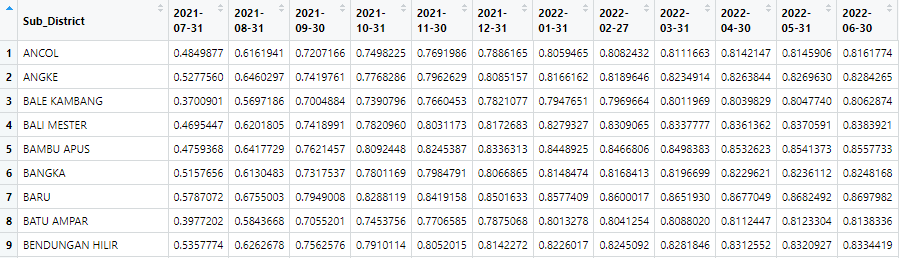 Sub_District 2021-07-31 2021-08-31 2021-09-30 2021-10-31 2021-11-30 2021-12-31 2022-01-31 2022-02-27 2022-03-31 2022-04-30 2022-05-31 2022-06-30
1 ANCOL 0.4849877 0.6161941 0.7207166 0.7498225 0.7691986 0.7886165 0.8059465 0.8082432 0.8111663 0.8142147 0.8145906 0.8161774
2 ANGKE 0.5277560 0.6460297 0.7419761 0.7768286 0.7962629 0.8085157 0.8166162 0.8189646 0.8234914 0.8263844 0.8269630 0.8284265
3 BALE KAMBANG 0.3700901 0.5697186 0.7004884 0.7390796 0.7660453 0.7821077 0.7947651 0.7969664 0.8011969 0.8039829 0.8047740 0.8062874
4 BALI MESTER 0.4695447 0.6201805 0.7418991 0.7820960 0.8031173 0.8172683 0.8279327 0.8309065 0.8337777 0.8361362 0.8370591 0.8383921
5 BAMBU APUS 0.4759368 0.6417729 0.7621457 0.8092448 0.8245387 0.8336313 0.8448925 0.8466806 0.8498383 0.8532623 0.8541373 0.8557733
6 BANGKA 0.5157656 0.6130483 0.7317537 0.7801169 0.7984791 0.8066865 0.8148474 0.8168413 0.8196699 0.8229621 0.8236112 0.8248168
7 BARU 0.5787072 0.6755003 0.7949008 0.8288119 0.8419158 0.8501633 0.8577409 0.8600017 0.8651930 0.8677049 0.8682492 0.8697982
8 BATU AMPAR 0.3977202 0.5843668 0.7055201 0.7453756 0.7706585 0.7875068 0.8013278 0.8041254 0.8088020 0.8112447 0.8123304 0.8138336
9 BENDUNGAN HILIR 0.5357774 0.6262678 0.7562576 0.7910114 0.8052015 0.8142272 0.8226017 0.8245092 0.8281846 0.8312552 0.8320927 0.8334419